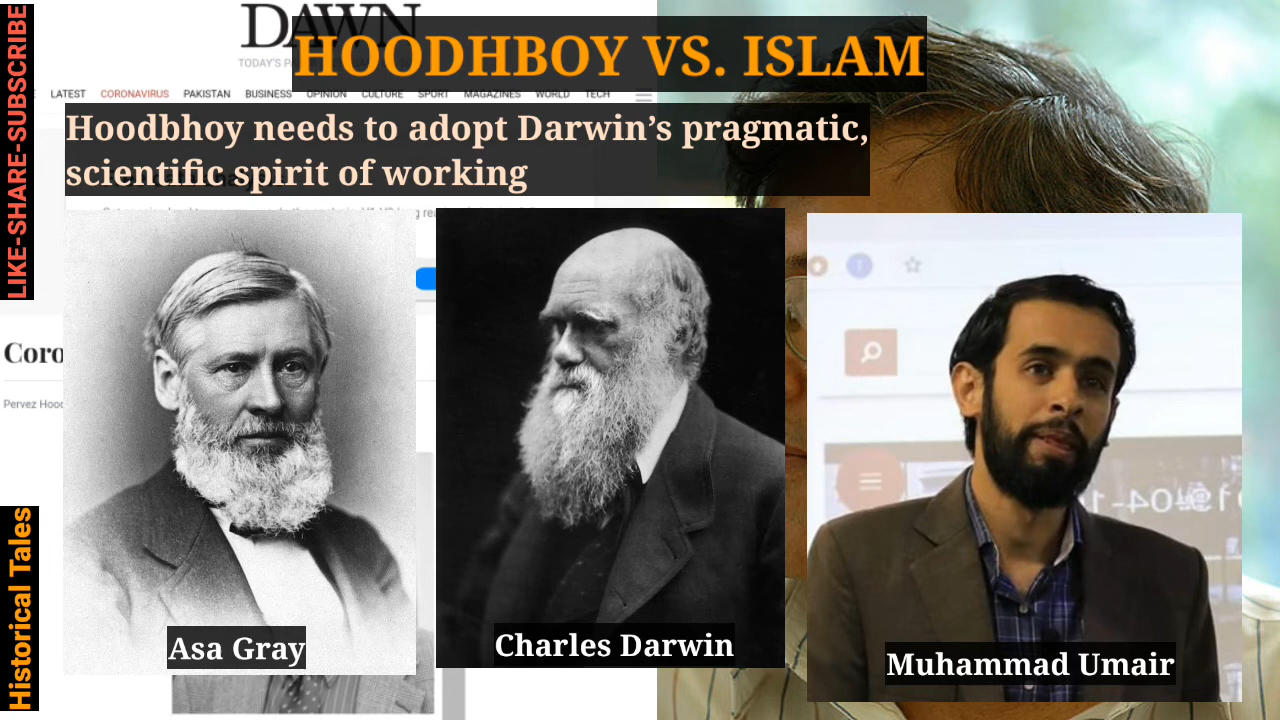 DAWN
HOODHBOY VS. ISLAM
LATEST CORONAVIRUS PAKISTAN BUSINESS OPINION CULTURE SPORT MAGAZINES WORLD TECH
Hoodbhoy needs to adopt Darwin’s pragmatic,
scientific spirit of working
LIKE-SHARE-SUBSCRIBE
Coro
Pervez Hood
Historical Tales
Asa Gray
Charles Darwin
Muhammad Umair